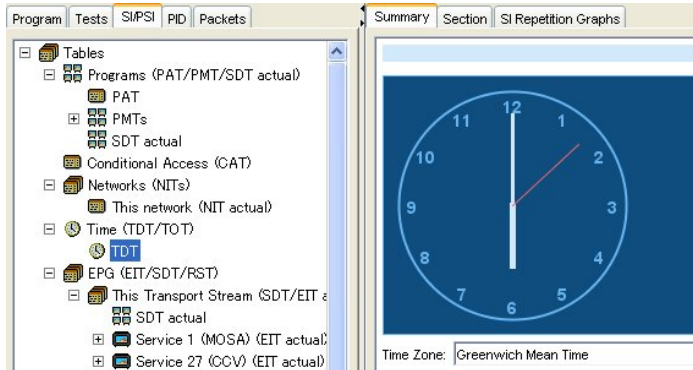 Program Tests SI/PSI PID Packets
Tables
Programs (PAT/PMT/SDT actual)
PAT
PMTs
SDT actual
Conditional Access (CAT)
Networks (NITs)
This network (NIT actual)
Time (TDT/TOT)
TDT
EPG (EIT/SDT/RST)
This Transport Stream (SDT/EIT
SDT actual
Service 1 (MOSA) (EIT actual)
Service 27 (CCV) (EIT actual)
Summary Section SI Repetition Graphs
12
11 1
10 2
9 3
8 4
7 5
6
Time Zone: Greenwich Mean Time